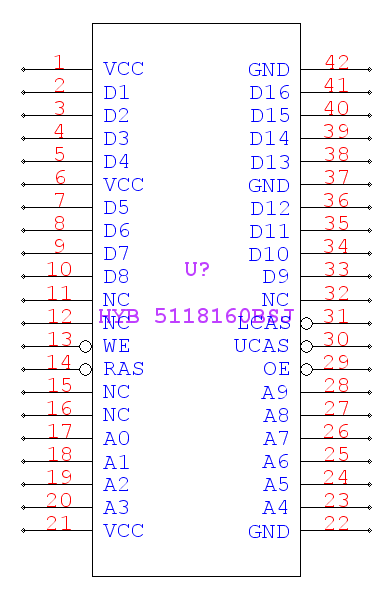 1 VCC GND 42
2 D1 D16 41
3 D2 D15 40
4 D3 D14 39
5 D4 D13 38
6 VCC GND 37
7 D5 D12 36
8 D6 D11 35
9 D7 D10 34
U?
10 D8 D9 33
11 NC NC 32
HYB 5118160BSJ
12 NC LCAS 31
13 WE UCAS 30
14 RAS OE 29
15 NC A9 28
16 NC A8 27
17 A0 A7 26
18 A1 A6 25
19 A2 A5 24
20 A3 A4 23
21 VCC GND 22